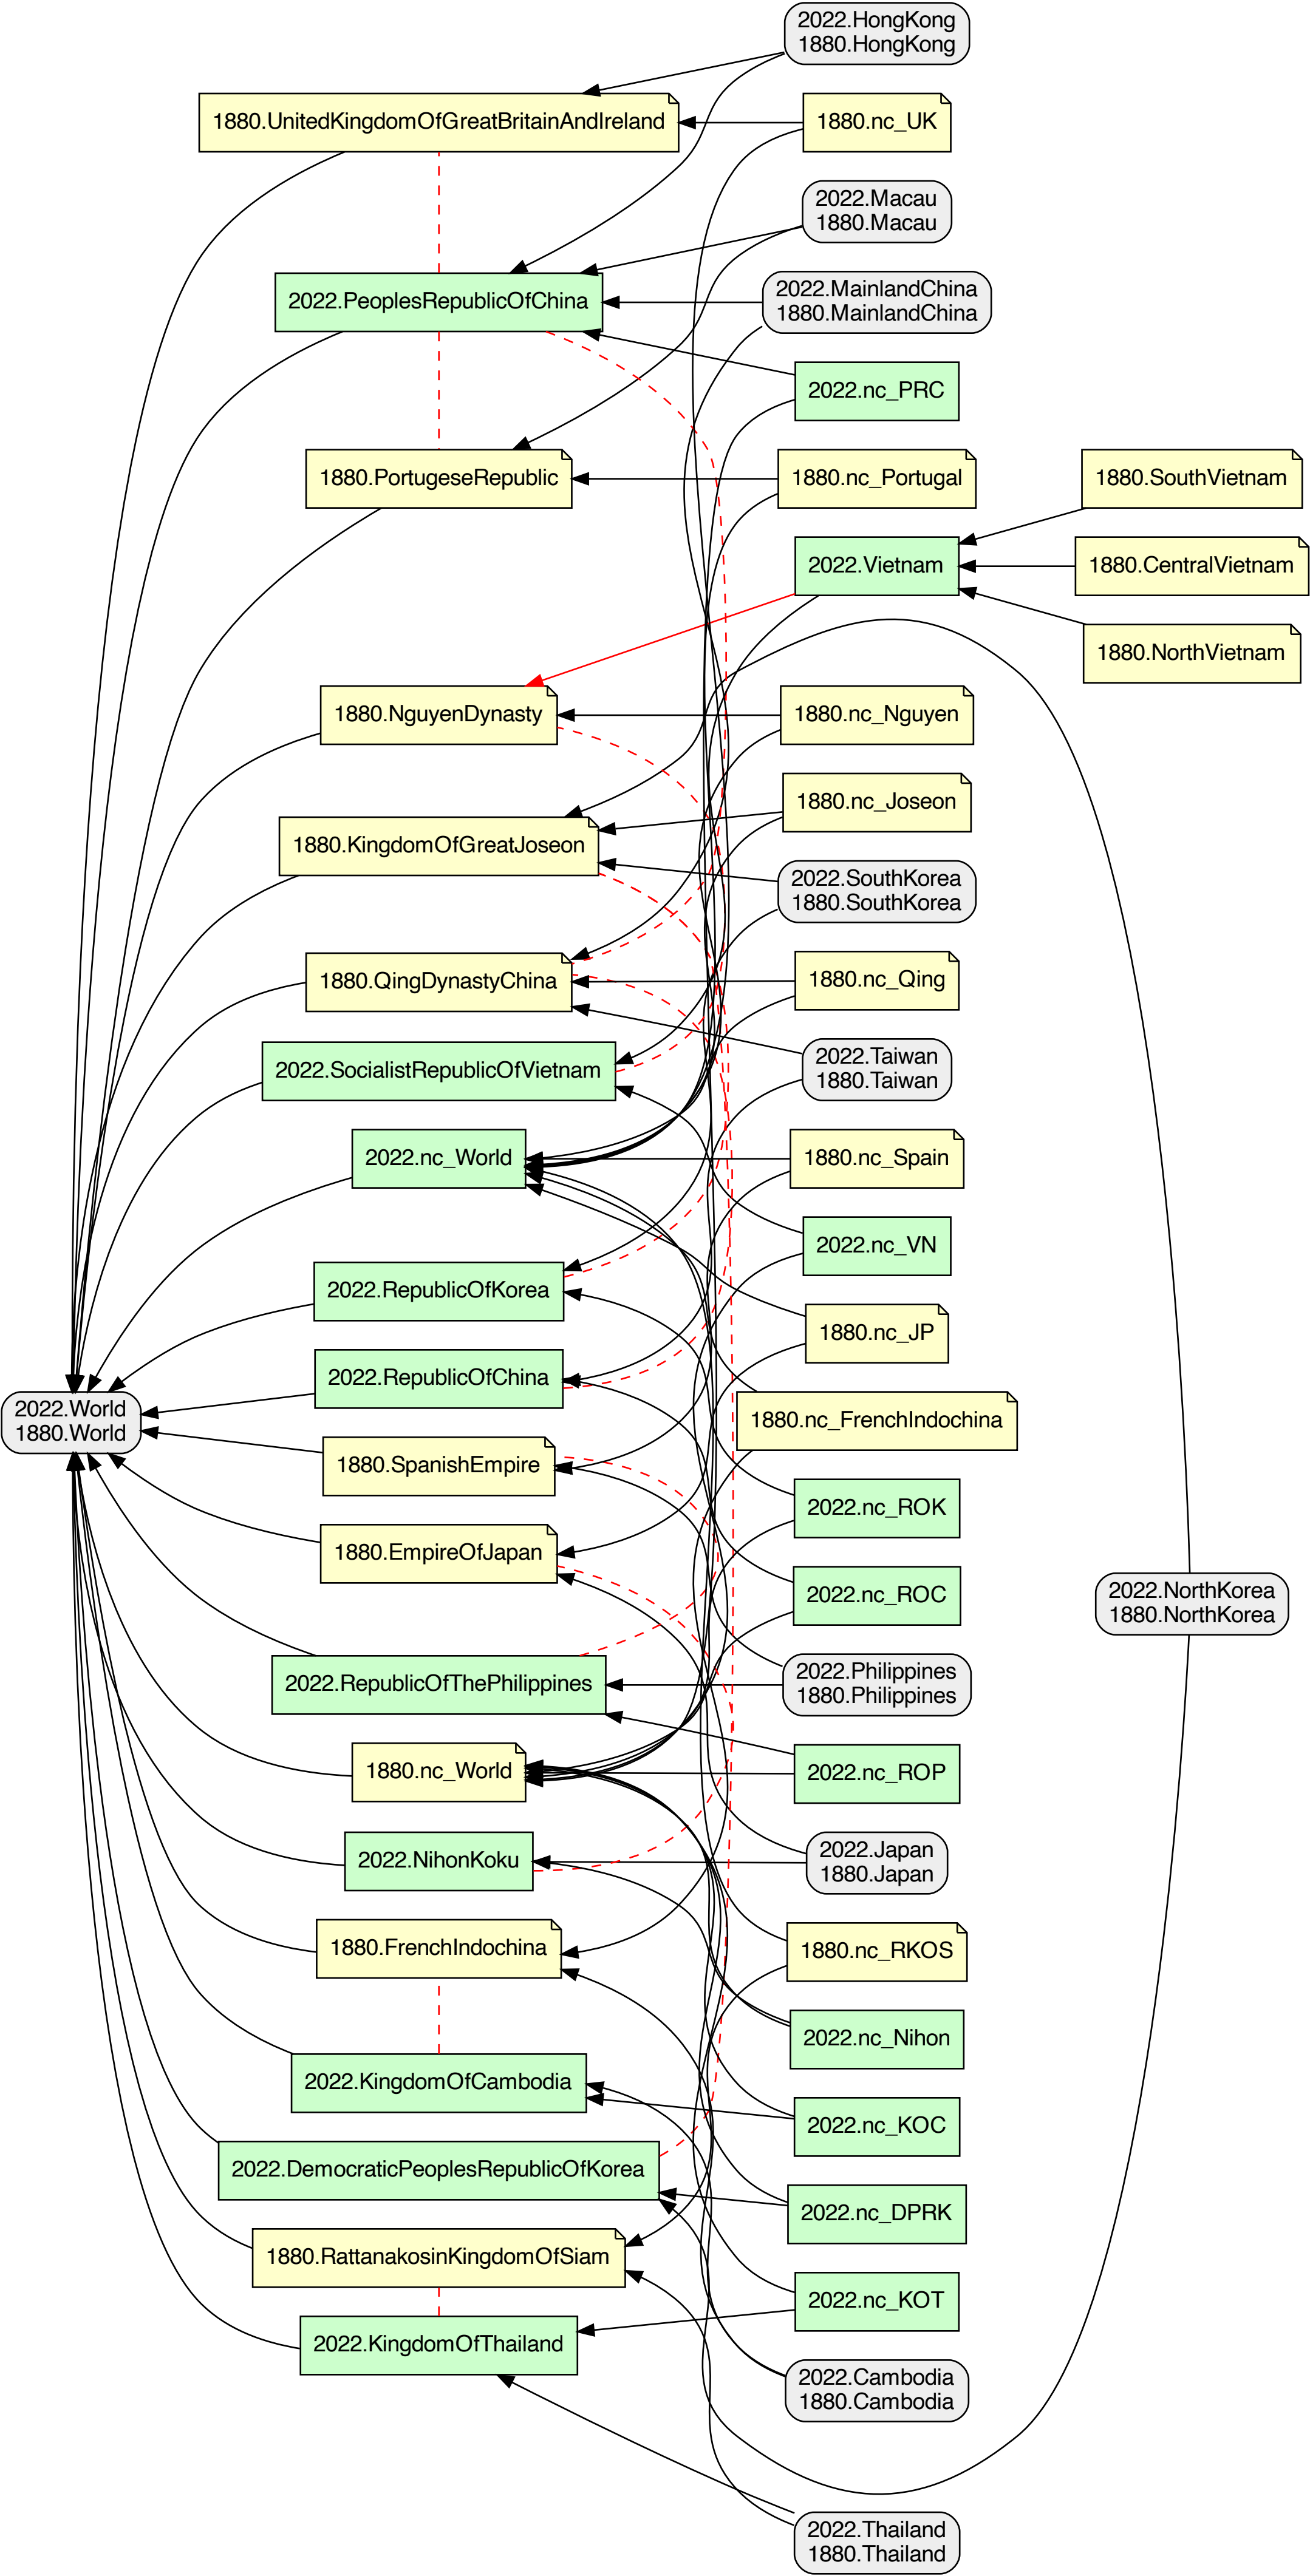 2022.HongKong
1880.HongKong
1880.UnitedKingdomOfGreatBritainAndIreland
1880.nc_UK
2022.Macau
1880.Macau
2022.PeoplesRepublicOfChina
2022.MainlandChina
1880.MainlandChina
2022.nc_PRC
1880.PortugeseRepublic
1880.nc_Portugal
1880.SouthVietnam
2022.Vietnam
1880.CentralVietnam
1880.NorthVietnam
1880.NguyenDynasty
1880.nc_Nguyen
1880.nc_Joseon
1880.KingdomOfGreatJoseon
2022.SouthKorea
1880.SouthKorea
1880.QingDynastyChina
1880.nc_Qing
2022.SocialistRepublicOfVietnam
2022.Taiwan
1880.Taiwan
2022.nc_World
1880.nc_Spain
2022.nc_VN
2022.RepublicOfKorea
1880.nc_JP
2022.RepublicOfChina
2022.World
1880.World
1880.nc_FrenchIndochina
1880.SpanishEmpire
2022.nc_ROK
1880.EmpireOfJapan
2022.nc_ROC
2022.NorthKorea
1880.NorthKorea
2022.RepublicOfThePhilippines
2022.Philippines
1880.Philippines
1880.nc_World
2022.nc_ROP
2022.NihonKoku
2022.Japan
1880.Japan
1880.FrenchIndochina
1880.nc_RKOS
2022.nc_Nihon
2022.KingdomOfCambodia
2022.nc_KOC
2022.DemocraticPeoplesRepublicOfKorea
2022.nc_DPRK
1880.RattanakosinKingdomOfSiam
2022.nc_KOT
2022.KingdomOfThailand
2022.Cambodia
1880.Cambodia
2022.Thailand
1880.Thailand